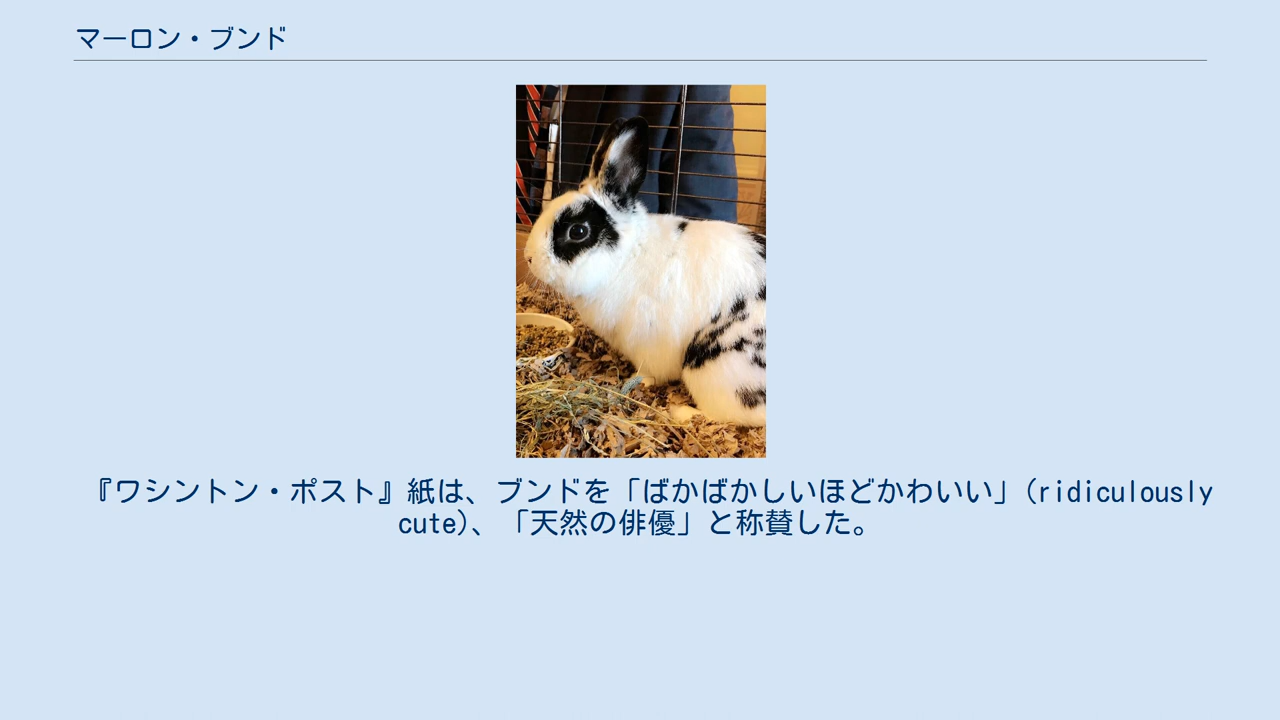 マーロン・ブンド
『ワシントン・ポスト』紙は、ブンドを「ばかばかしいほどかわいい」(ridiculously
cute)、「天然の俳優」と称賛した。